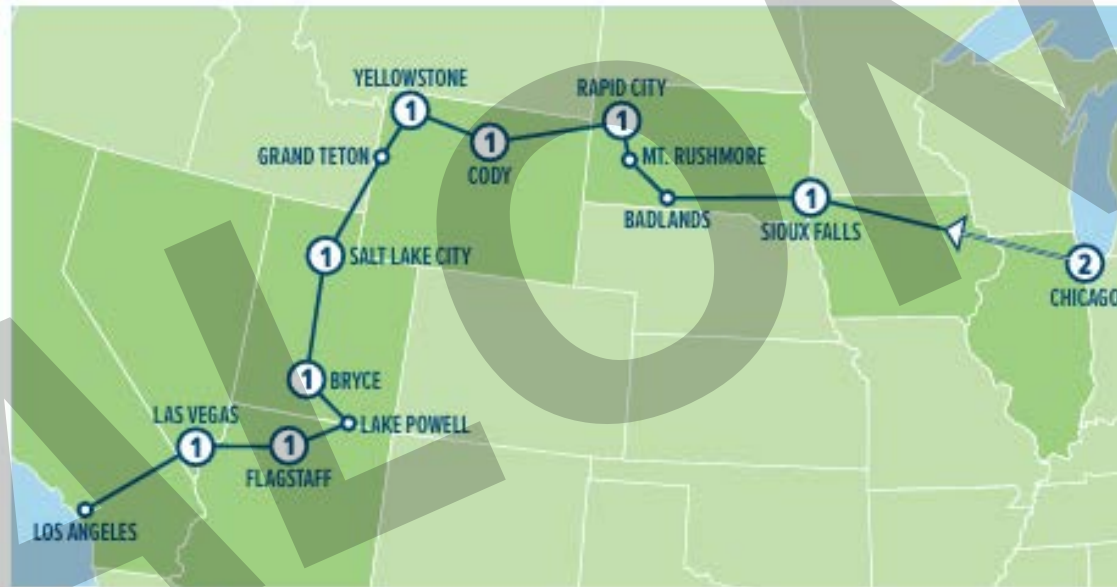 YELLOWSTONE
1
RAPID CITY
1
GRAND TETON
1
CODY
MT. RUSHMORE
BADLANDS
1
SIOUX FALLS
2
CHICAGO
1
SALT LAKE CITY
1
BRYCE
LAKE POWELL
LAS VEGAS
1
1
FLAGSTAFF
LOS ANGELES